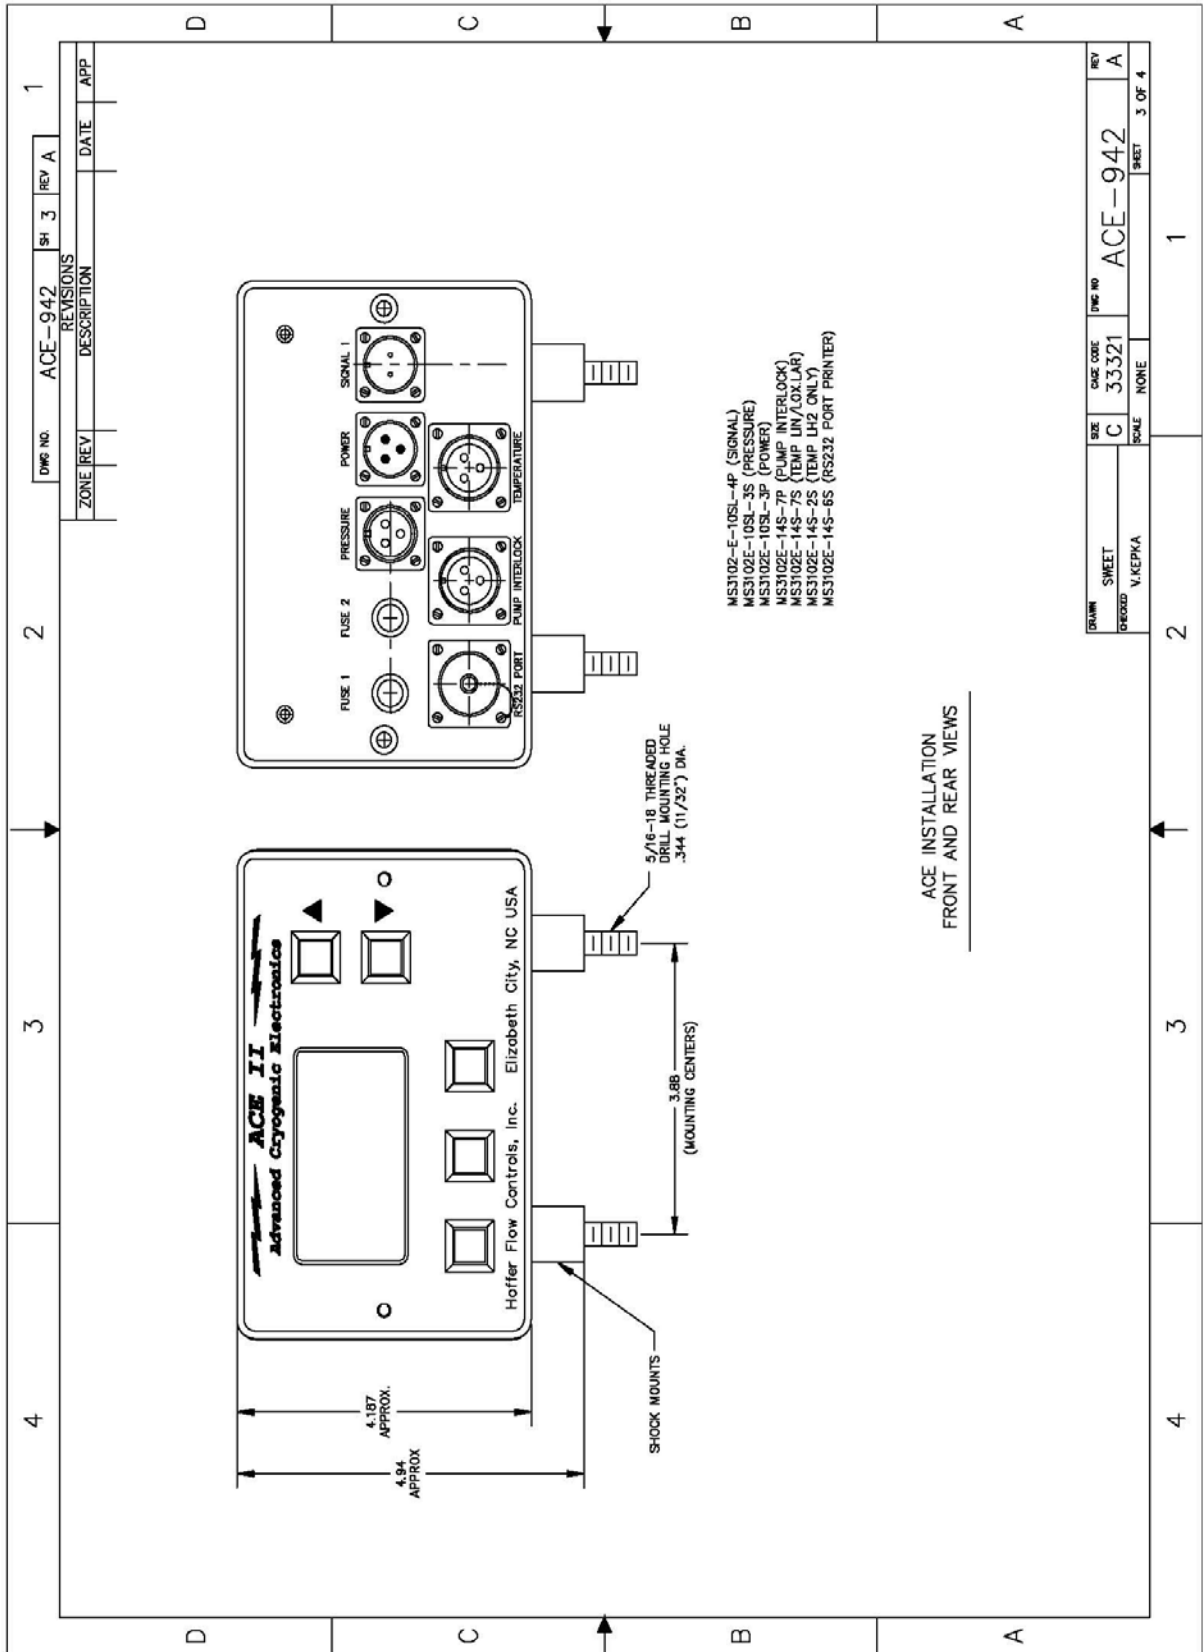 4
3
2
1
DWG NO.
ACE-942
SH 3
REV A
REVISIONS
ZONE REV DESCRIPTION DATE APP
D
C
B
A
D
C
B
A
ACE II
Advanced Cryogenic Electronics
Hoffer Flow Controls, Inc. Elizabeth City, NC USA
4.187
APPROX.
4.94
APPROX
SHOCK MOUNTS
3.88
(MOUNTING CENTERS)
5/16-18 THREADED
DRILL MOUNTING HOLE
.344 (11/32") DIA.
FUSE 1
FUSE 2
PRESSURE
POWER
SIGNAL 1
RS232 PORT
PUMP INTERLOCK
TEMPERATURE
MS3102-E-10SL-4P (SIGNAL)
MS3102E-10SL-3S (PRESSURE)
MS3102E-10SL-3P (POWER)
MS3102E-14S-7P (PUMP INTERLOCK)
MS3102E-14S-7S (TEMP LIN/LOX.LAR)
MS3102E-14S-2S (TEMP LH2 ONLY)
MS3102E-14S-6S (RS232 PORT PRINTER)
ACE INSTALLATION
FRONT AND REAR VIEWS
DRAWN
SWEET
CHECKED
V.KEPKA
SIZE
C
CAGE CODE
33321
DWG NO
ACE-942
REV
A
SCALE
NONE
SHEET
3 OF 4
4
3
2
1